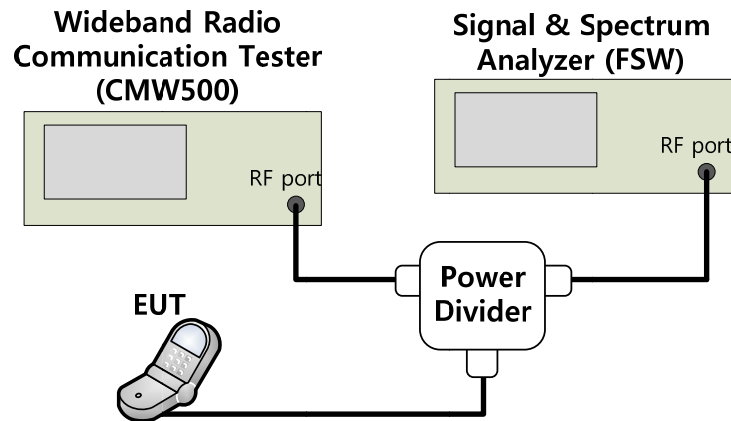 Wideband Radio
Communication Tester
(CMW500)
Signal & Spectrum
Analyzer (FSW)
RF port
RF port
Power
Divider
EUT